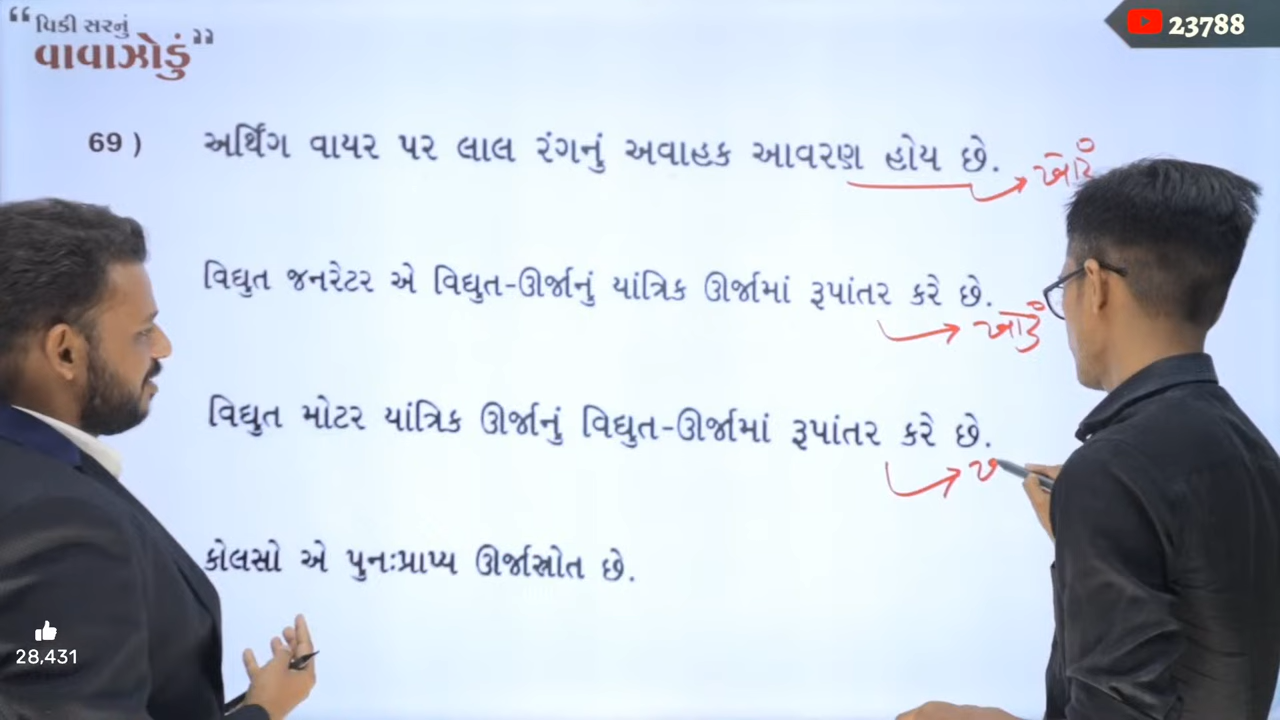 “ વિકી સરનું
વાવાઝોડું ”
23788
69 ) અર્થિંગ વાયર પર લાલ રંગનું અવાહક આવરણ હોય છે.
ખોટું
વિદ્યુત જનરેટર એ વિદ્યુત-ઊર્જાનું યાંત્રિક ઊર્જામાં રૂપાંતર કરે છે.
ખોટું
વિદ્યુત મોટર યાંત્રિક ઊર્જાનું વિદ્યુત-ઊર્જામાં રૂપાંતર કરે છે.
ખ
કોલસો એ પુનઃપ્રાપ્ય ઊર્જાસ્રોત છે.
28,431